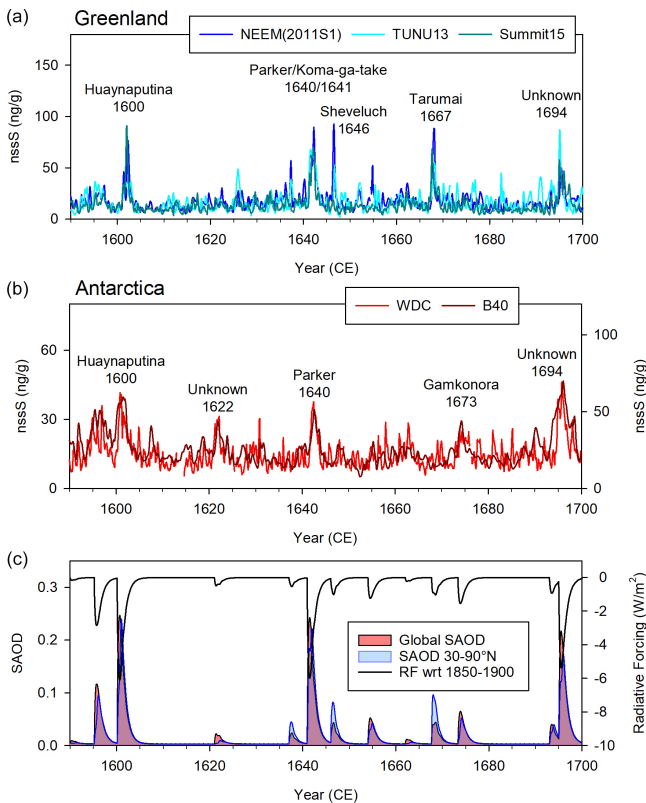 (a) Greenland
NEEM(2011S1) TUNU13 Summit15
180
150
120
90
60
30
0
nssS (ng/g)
Huaynaputina
1600
Parker/Koma-ga-take
1640/1641
Sheveluch
1646
Tarumai
1667
Unknown
1694
1600 1620 1640 1660 1680 1700
Year (CE)
(b) Antarctica
WDC B40
60
30
0
nssS (ng/g)
100
50
0
nssS (ng/g)
Huaynaputina
1600
Unknown
1622
Parker
1640
Gamkonora
1673
Unknown
1694
1600 1620 1640 1660 1680 1700
Year (CE)
(c)
0.3
0.2
0.1
0.0
SAOD
Global SAOD
SAOD 30-90°N
RF wrt 1850-1900
0
-2
-4
-6
-8
-10
Radiative Forcing (W/m²)
1600 1620 1640 1660 1680 1700
Year (CE)